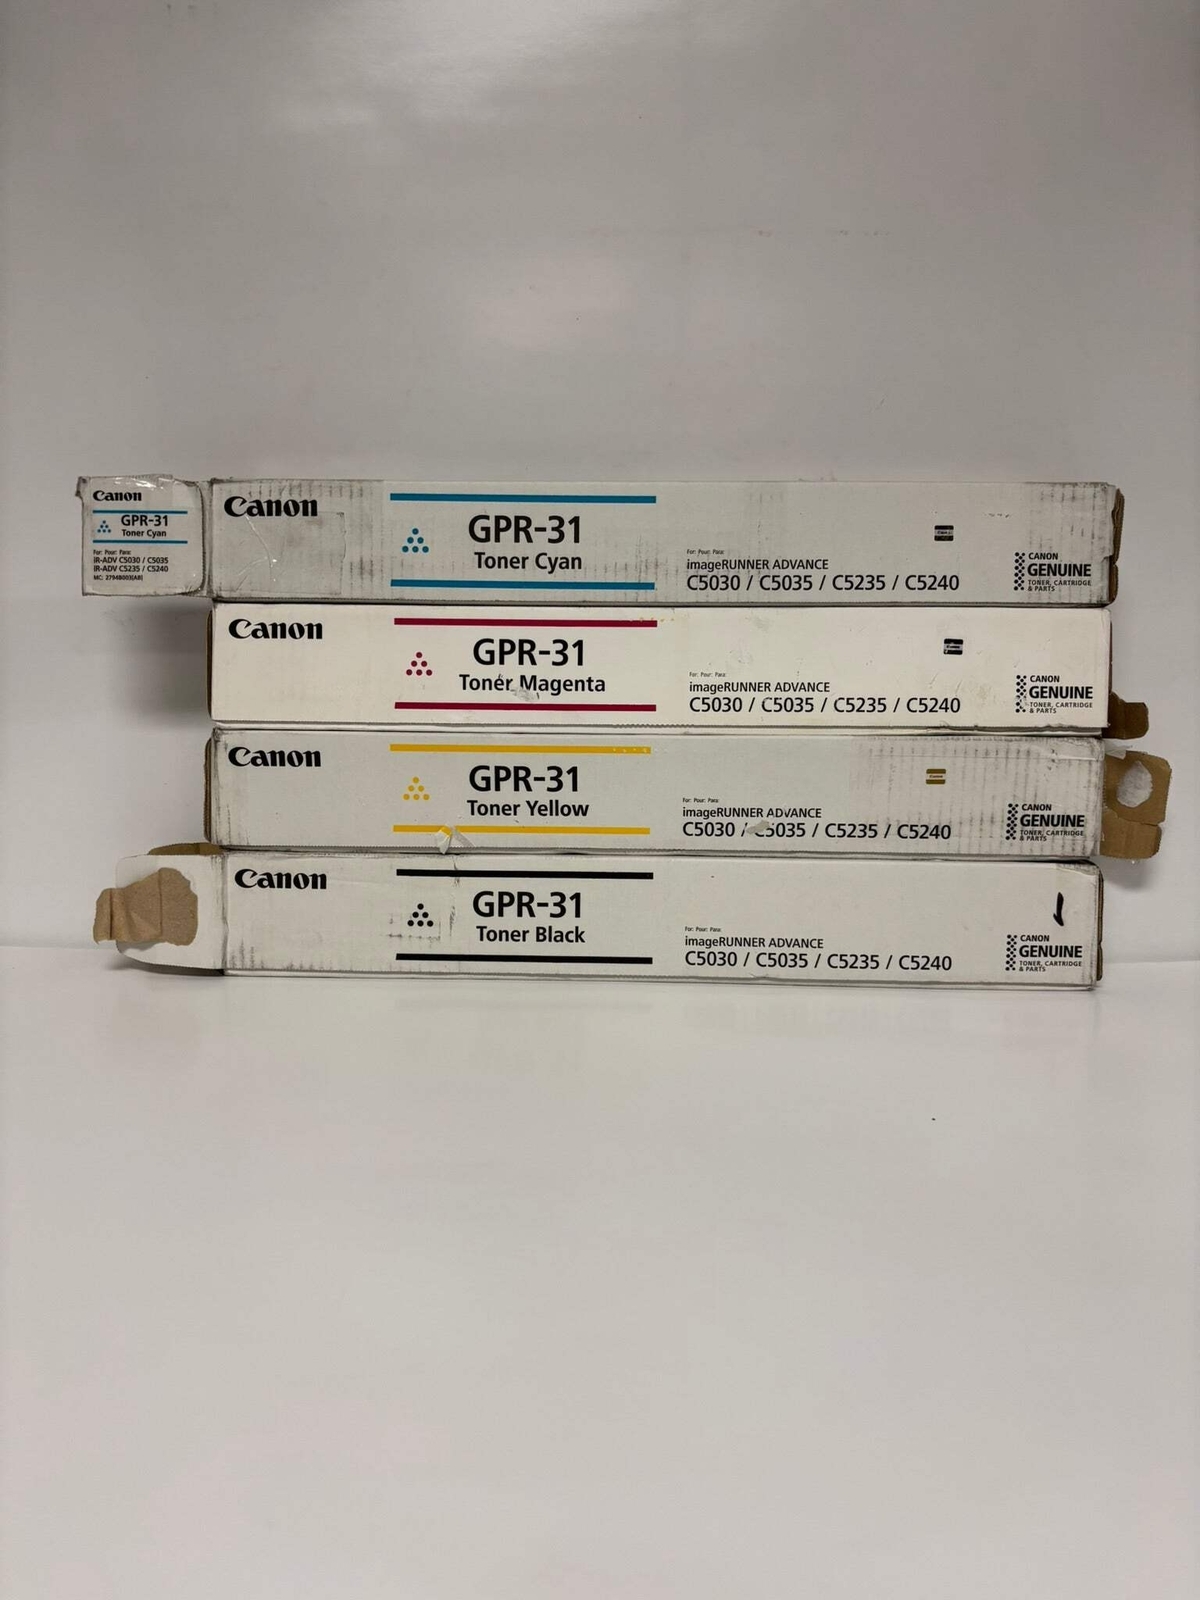 Canon
GPR-31
Toner Cyan
For: Pour: Para:
iR-ADV C5030 / C5035
iR-ADV C5235 / C5240
MC: 2794B003[AB]
Canon
GPR-31
Toner Cyan
For: Pour: Para:
imageRUNNER ADVANCE
C5030 / C5035 / C5235 / C5240
CANON
GENUINE
TONER, CARTRIDGE
& PARTS
Canon
GPR-31
Toner Magenta
For: Pour: Para:
imageRUNNER ADVANCE
C5030 / C5035 / C5235 / C5240
CANON
GENUINE
TONER, CARTRIDGE
& PARTS
Canon
GPR-31
Toner Yellow
For: Pour: Para:
imageRUNNER ADVANCE
C5030 / C5035 / C5235 / C5240
CANON
GENUINE
TONER, CARTRIDGE
& PARTS
Canon
GPR-31
Toner Black
For: Pour: Para:
imageRUNNER ADVANCE
C5030 / C5035 / C5235 / C5240
CANON
GENUINE
TONER, CARTRIDGE
& PARTS